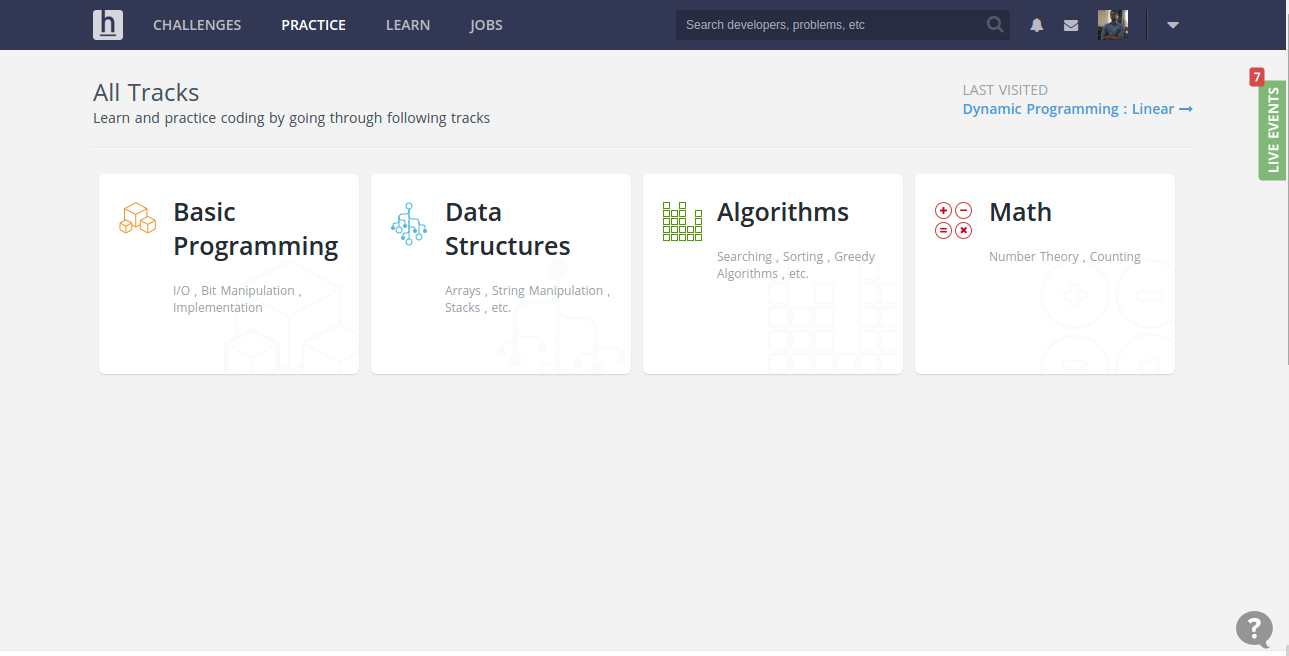 h CHALLENGES PRACTICE LEARN JOBS Search developers, problems, etc
All Tracks
Learn and practice coding by going through following tracks
LAST VISITED
Dynamic Programming : Linear →
7
LIVE EVENTS
Basic
Programming
I/O , Bit Manipulation ,
Implementation
Data
Structures
Arrays , String Manipulation ,
Stacks , etc.
Algorithms
Searching , Sorting , Greedy
Algorithms , etc.
Math
Number Theory , Counting
?